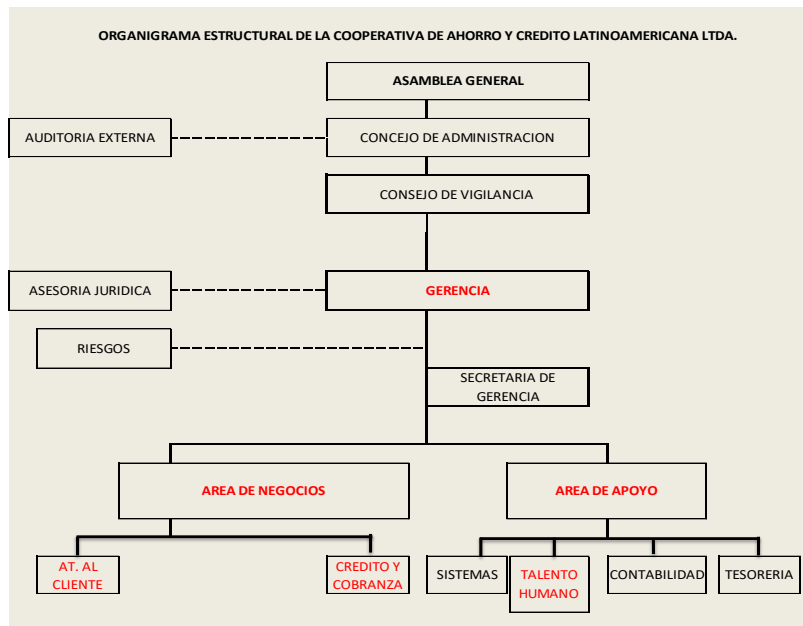 ORGANIGRAMA ESTRUCTURAL DE LA COOPERATIVA DE AHORRO Y CREDITO LATINOAMERICANA LTDA.
ASAMBLEA GENERAL
AUDITORIA EXTERNA
CONCEJO DE ADMINISTRACION
CONSEJO DE VIGILANCIA
ASESORIA JURIDICA
GERENCIA
RIESGOS
SECRETARIA DE
GERENCIA
AREA DE NEGOCIOS
AREA DE APOYO
AT. AL
CLIENTE
CREDITO Y
COBRANZA
SISTEMAS
TALENTO
HUMANO
CONTABILIDAD
TESORERIA